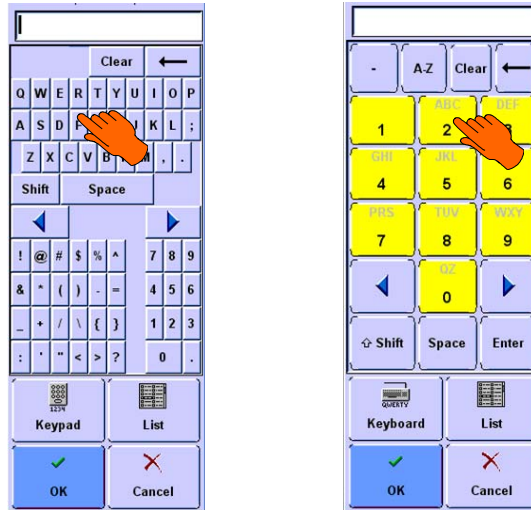 Clear ←
Q W E R T Y U I O P
A S D F J K L ;
Z X C V B M , .
Shift Space
! @ # $ % ^ 7 8 9
& * ( ) - = 4 5 6
_ + / \ { } 1 2 3
: ' " < > ? 0 .
1234
Keypad List
OK Cancel
- A-Z Clear ←
ABC DEF
1 2 3
GHI JKL
4 5 6
PRS TUV WXY
7 8 9
QZ
0
Shift Space Enter
QWERTY
Keyboard List
OK Cancel